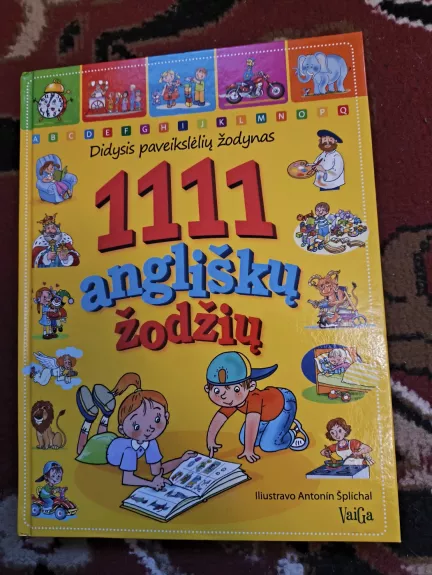 A B C D E F G H I J K L M N O P Q
Didysis paveikslėlių žodynas
1111
angliškų
žodžių
Iliustravo Antonín Šplíchal
VaiGa